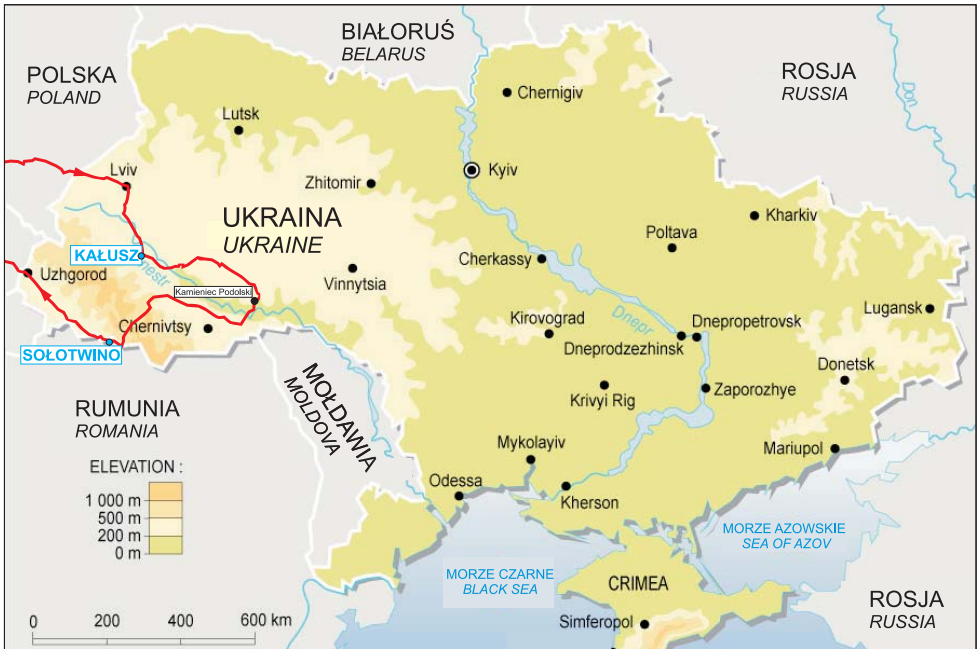 BIAŁORUŚ
BELARUS
POLSKA
POLAND
ROSJA
RUSSIA
Don
Chernigiv
Lutsk
Lviv
Zhitomir
Kyiv
UKRAINA
UKRAINE
Kharkiv
Poltava
KAŁUSZ
Cherkassy
Uzhgorod
Vinnytsia
Kamieniec Podolski
Chernivtsy
Kirovograd
Dnepr
Dnepropetrovsk
Lugansk
Dneprodzezhinsk
SOŁOTWINO
Donetsk
Zaporozhye
Krivyi Rig
RUMUNIA
ROMANIA
MOŁDAWIA
MOLDOVA
Mykolayiv
Mariupol
ELEVATION :
1 000 m
500 m
200 m
0 m
Odessa
Kherson
MORZE AZOWSKIE
SEA OF AZOV
MORZE CZARNE
BLACK SEA
CRIMEA
ROSJA
RUSSIA
Simferopol
0 200 400 600 km